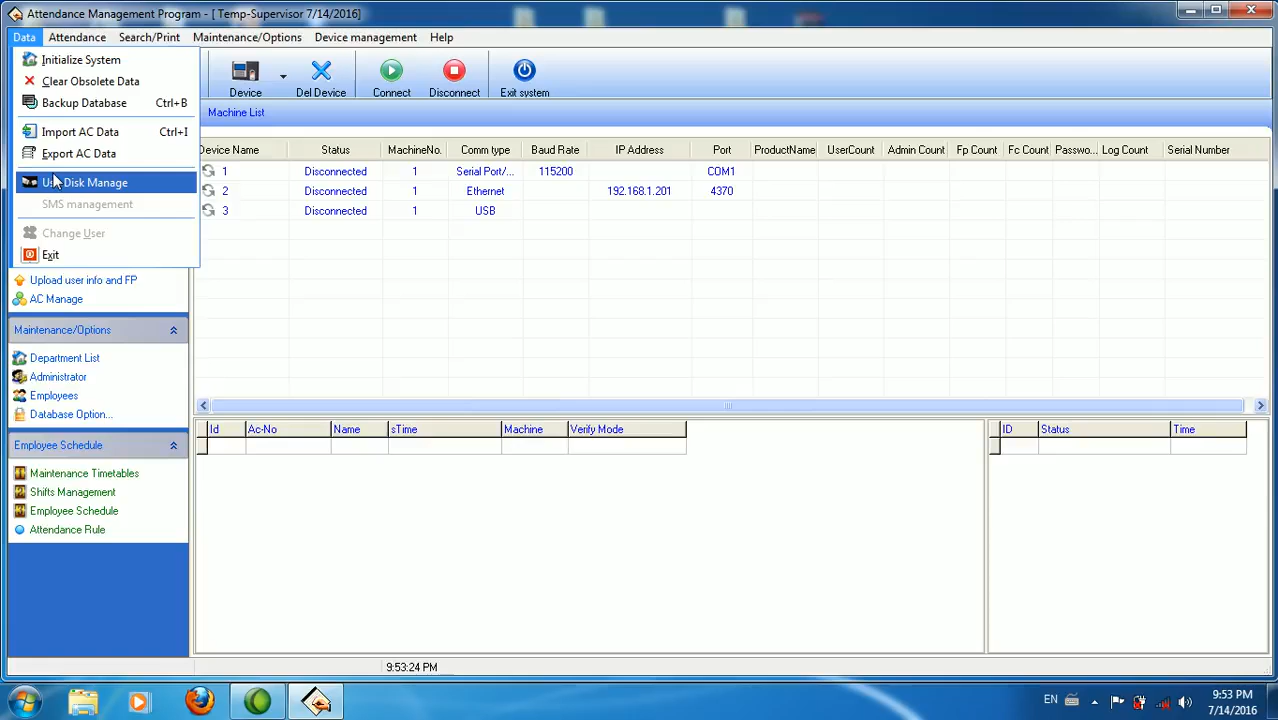 Attendance Management Program - [ Temp-Supervisor 7/14/2016]
Data Attendance Search/Print Maintenance/Options Device management Help
Initialize System
Clear Obsolete Data
Backup Database Ctrl+B
Import AC Data Ctrl+I
Export AC Data
Disk Manage
SMS management
Change User
Exit
Device Del Device Connect Disconnect Exit system
Machine List
Device Name Status MachineNo. Comm type Baud Rate IP Address Port ProductName UserCount Admin Count Fp Count Fc Count Passwo... Log Count Serial Number
1 Disconnected 1 Serial Port/... 115200 COM1
2 Disconnected 1 Ethernet 192.168.1.201 4370
3 Disconnected 1 USB
Upload user info and FP
AC Manage
Maintenance/Options
Department List
Administrator
Employees
Database Option...
Employee Schedule
Maintenance Timetables
Shifts Management
Employee Schedule
Attendance Rule
Id Ac-No Name sTime Machine Verify Mode
ID Status Time
9:53:24 PM
EN
9:53 PM
7/14/2016